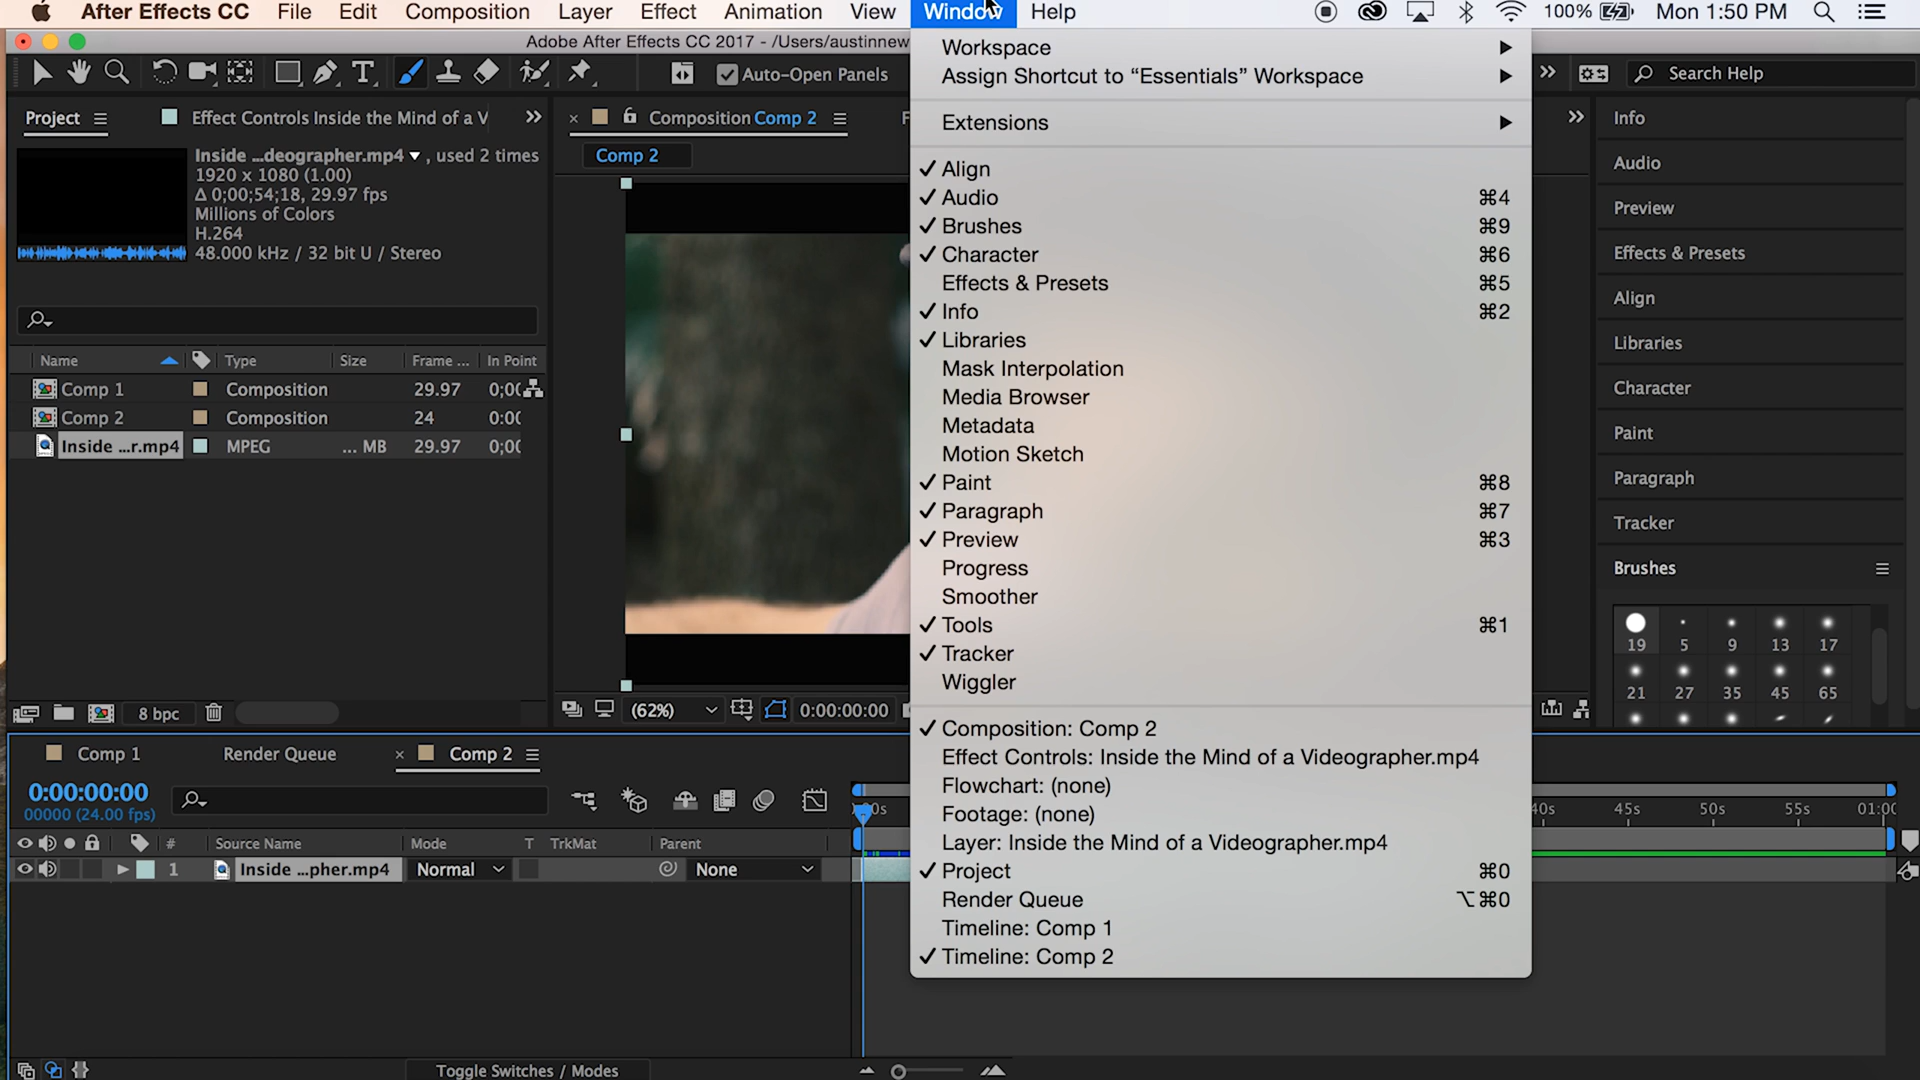 After Effects CC File Edit Composition Layer Effect Animation View Window Help 100% Mon 1:50 PM
Adobe After Effects CC 2017 - /Users/austinnew
Auto-Open Panels
Search Help
Project
Effect Controls Inside the Mind of a V
Composition Comp 2
Comp 2
Inside ...deographer.mp4 , used 2 times
1920 x 1080 (1.00)
Δ 0;00;54;18, 29.97 fps
Millions of Colors
H.264
48.000 kHz / 32 bit U / Stereo
Name Type Size Frame ... In Point
Comp 1 Composition 29.97
Comp 2 Composition 24
Inside ...r.mp4 MPEG ... MB 29.97
8 bpc
(62%) 0:00:00:00
Workspace
Assign Shortcut to “Essentials” Workspace
Extensions
Align
Audio ⌘4
Brushes ⌘9
Character ⌘6
Effects & Presets ⌘5
Info ⌘2
Libraries
Mask Interpolation
Media Browser
Metadata
Motion Sketch
Paint ⌘8
Paragraph ⌘7
Preview ⌘3
Progress
Smoother
Tools ⌘1
Tracker
Wiggler
Composition: Comp 2
Effect Controls: Inside the Mind of a Videographer.mp4
Flowchart: (none)
Footage: (none)
Layer: Inside the Mind of a Videographer.mp4
Project ⌘0
Render Queue ⌥⌘0
Timeline: Comp 1
Timeline: Comp 2
Info
Audio
Preview
Effects & Presets
Align
Libraries
Character
Paint
Paragraph
Tracker
Brushes
19 5 9 13 17
21 27 35 45 65
Comp 1 Render Queue Comp 2
0:00:00:00
00000 (24.00 fps)
40s 45s 50s 55s
# Source Name Mode T TrkMat Parent
1 Inside ...pher.mp4 Normal None
Toggle Switches / Modes